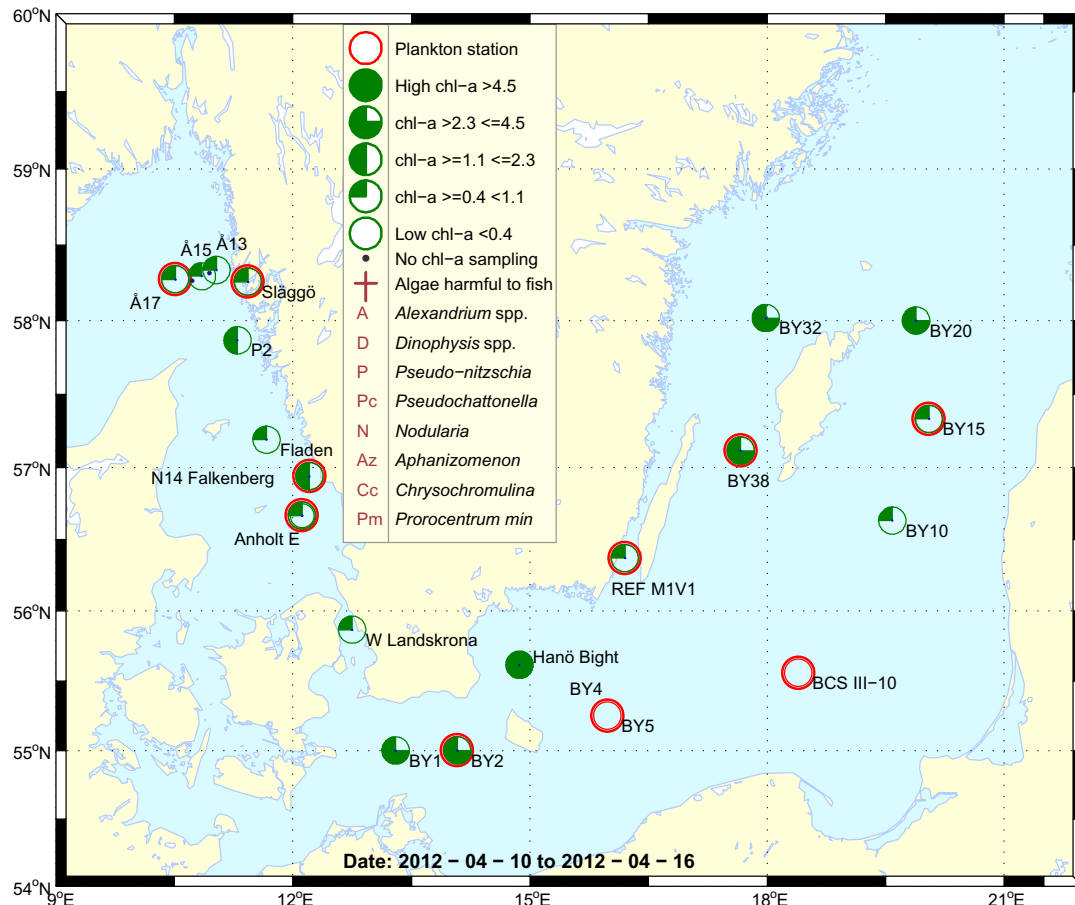 60°N
Plankton station
High chl−a >4.5
chl−a >2.3 <=4.5
chl−a >=1.1 <=2.3
chl−a >=0.4 <1.1
Low chl−a <0.4
No chl−a sampling
Algae harmful to fish
A Alexandrium spp.
D Dinophysis spp.
P Pseudo−nitzschia
Pc Pseudochattonella
N Nodularia
Az Aphanizomenon
Cc Chrysochromulina
Pm Prorocentrum min
59°N
Å15
Å13
Å17
Släggö
58°N
P2
BY32
BY20
Fladen
N14 Falkenberg
57°N
BY15
BY38
Anholt E
BY10
REF M1V1
56°N
W Landskrona
Hanö Bight
BY4
BCS III−10
BY5
55°N
BY1
BY2
Date: 2012 − 04 − 10 to 2012 − 04 − 16
54°N
9°E
12°E
15°E
18°E
21°E